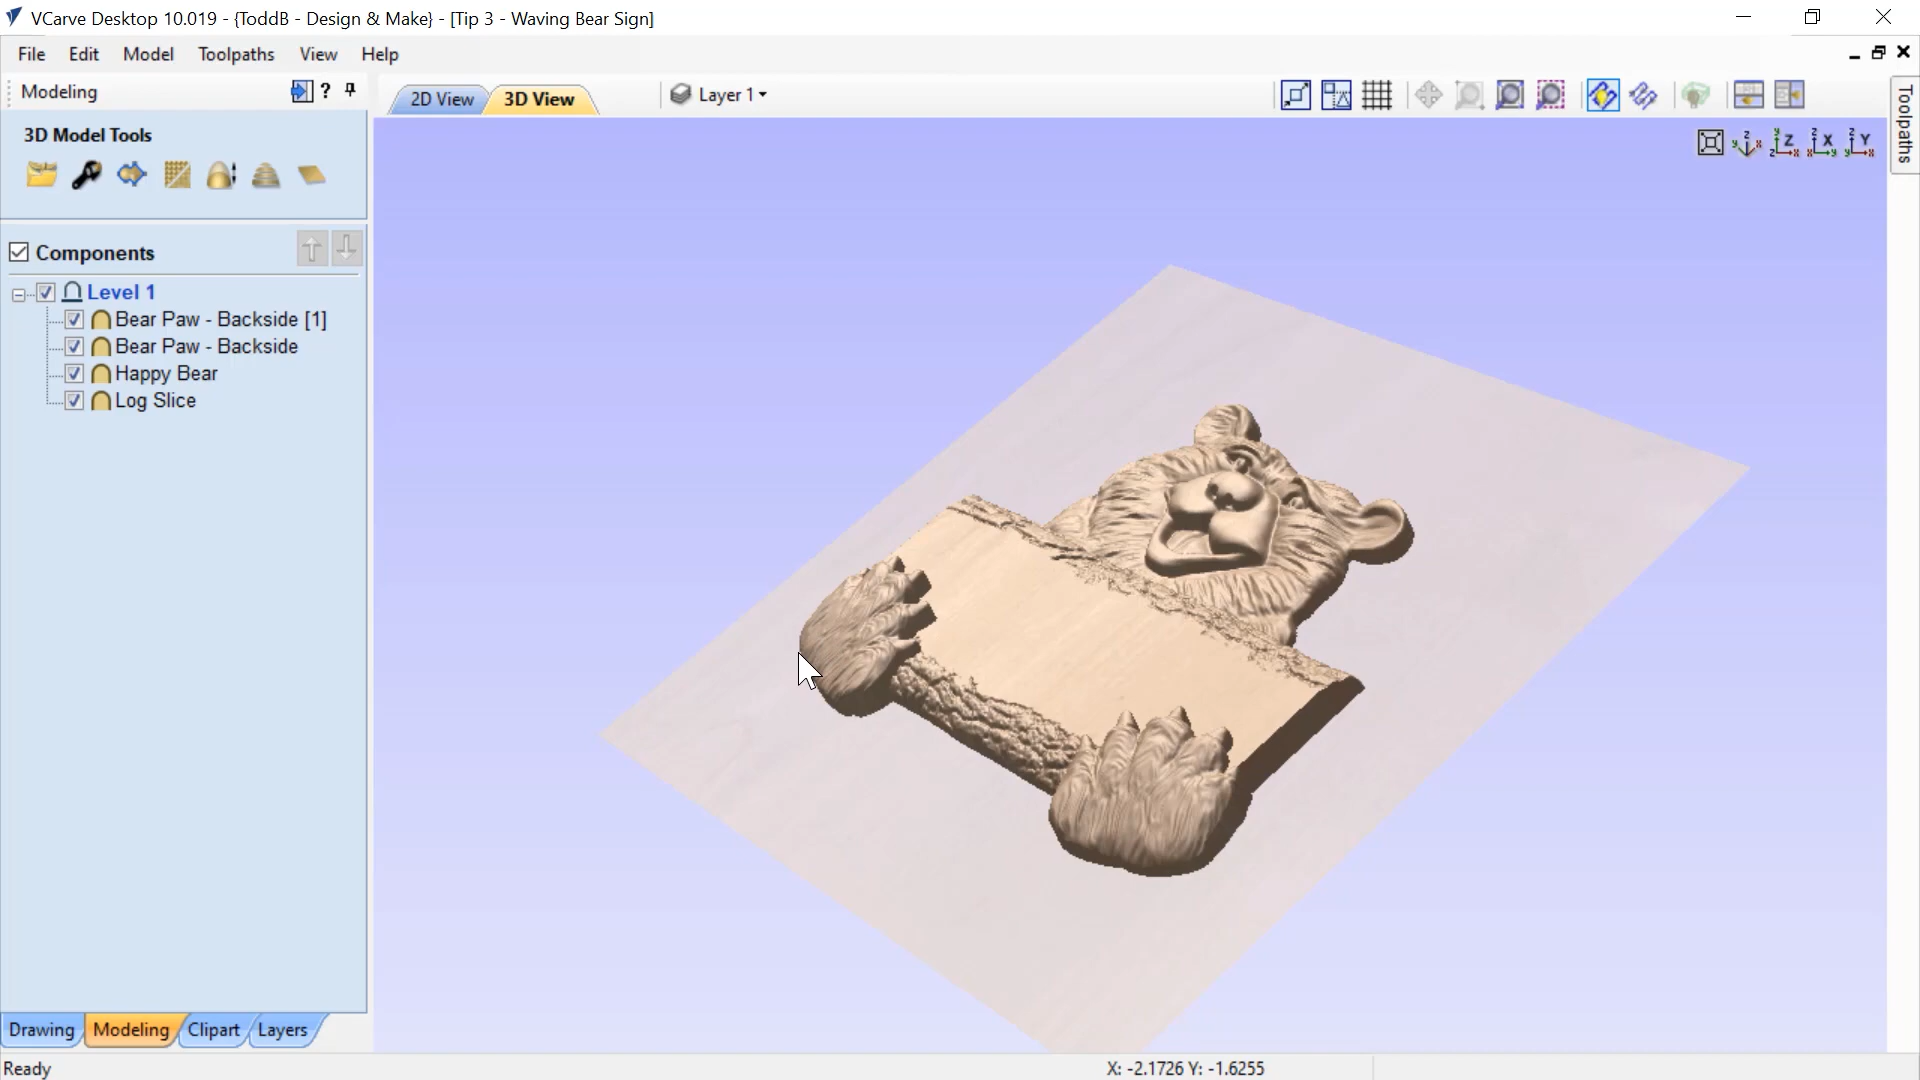 VCarve Desktop 10.019 - {ToddB - Design & Make} - [Tip 3 - Waving Bear Sign]
File Edit Model Toolpaths View Help
Modeling ?
2D View 3D View Layer 1
3D Model Tools
Toolpaths
Components
Level 1
Bear Paw - Backside [1]
Bear Paw - Backside
Happy Bear
Log Slice
Drawing Modeling Clipart Layers
Ready X: -2.1726 Y: -1.6255